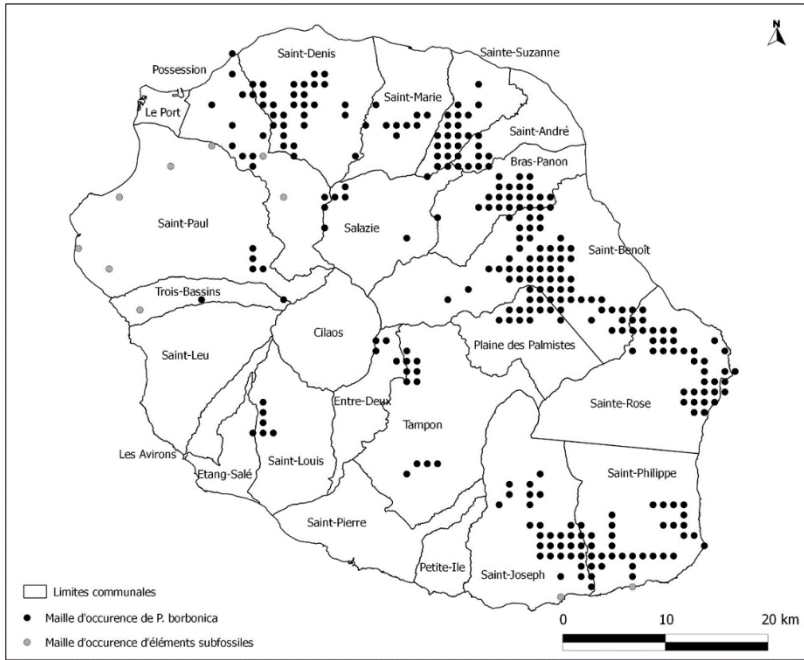 N
Saint-Denis
Sainte-Suzanne
Possession
Saint-Marie
Le Port
Saint-André
Bras-Panon
Saint-Paul
Salazie
Saint-Benoît
Trois-Bassins
Cilaos
Plaine des Palmistes
Saint-Leu
Entre-Deux
Sainte-Rose
Tampon
Les Avirons
Saint-Louis
Etang-Salé
Saint-Philippe
Saint-Pierre
Petite-Ile
Saint-Joseph
Limites communales
Maille d'occurence de P. borbonica
Maille d'occurence d'éléments subfossiles
0 10 20 km